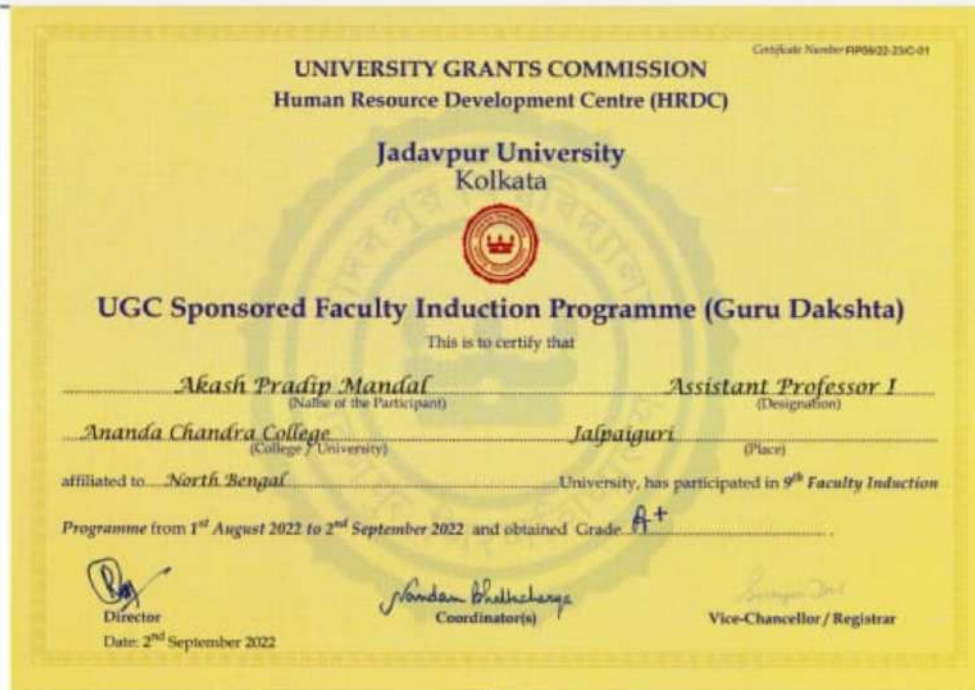 Certificate Number FIP09/22-23/C-01
UNIVERSITY GRANTS COMMISSION
Human Resource Development Centre (HRDC)
Jadavpur University
Kolkata
UGC Sponsored Faculty Induction Programme (Guru Dakshta)
This is to certify that
Akash Pradip Mandal Assistant Professor I
(Name of the Participant) (Designation)
Ananda Chandra College Jalpaiguri
(College / University) (Place)
affiliated to North Bengal University, has participated in 9th Faculty Induction
Programme from 1st August 2022 to 2nd September 2022 and obtained Grade A+
Nandan Bhattacharya
Director Coordinator(s) Vice-Chancellor / Registrar
Date: 2nd September 2022